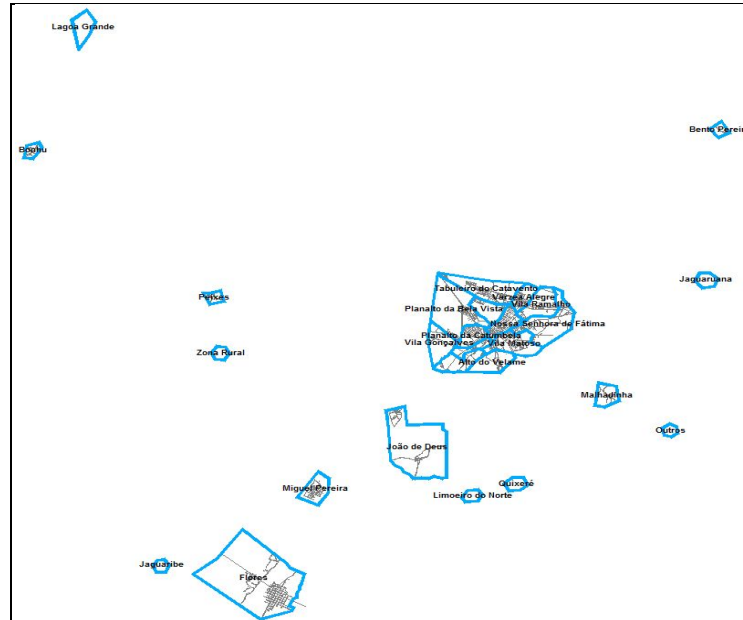 Lagoa Grande
Bento Pereir
Jaguaruana
Tabuleiro do Catavento
Peixes
Várzea Alegre
Vila Ramalho
Planalto da Bela Vista
Nossa Senhora de Fátima
Planalto da Catumbela
Vila Gonçalves
Vila Matoso
Zona Rural
Alto do Velame
Malhadinha
Outros
João de Deus
Miguel Pereira
Quixeré
Limoeiro do Norte
Jaguaribe
Flores